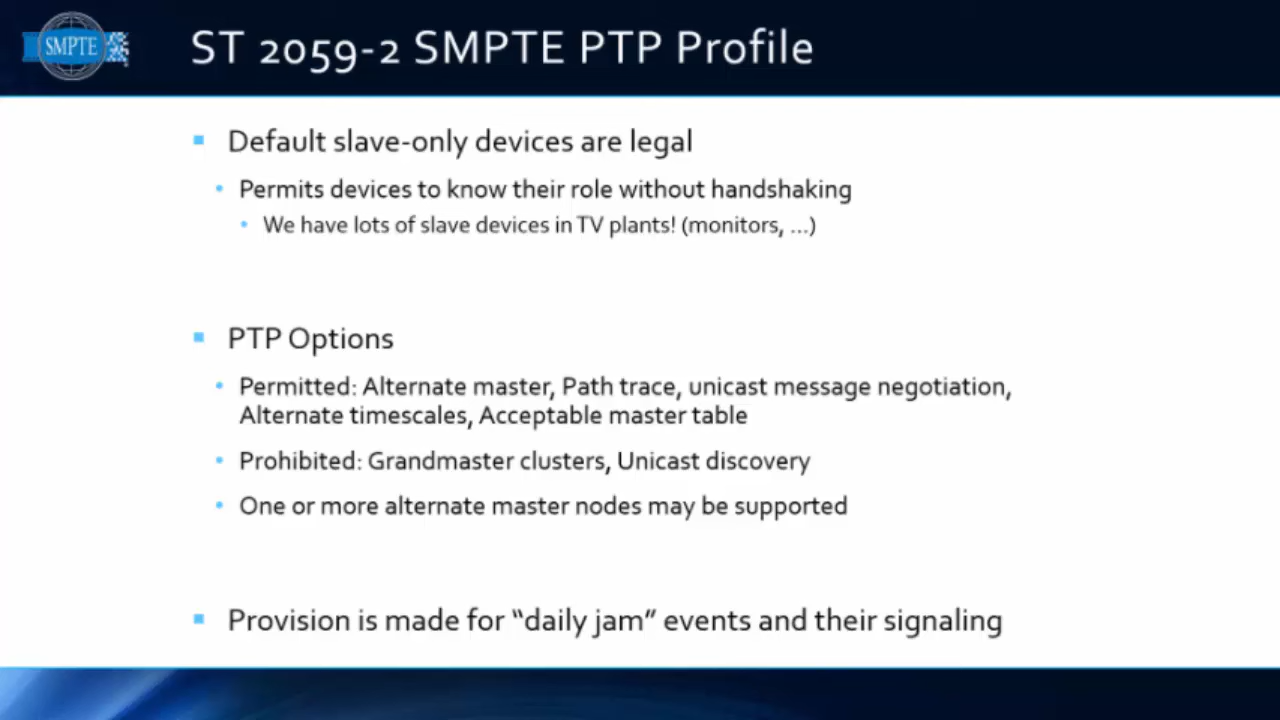 SMPTE
ST 2059-2 SMPTE PTP Profile
Default slave-only devices are legal
Permits devices to know their role without handshaking
We have lots of slave devices in TV plants! (monitors, ...)
PTP Options
Permitted: Alternate master, Path trace, unicast message negotiation,
Alternate timescales, Acceptable master table
Prohibited: Grandmaster clusters, Unicast discovery
One or more alternate master nodes may be supported
Provision is made for “daily jam” events and their signaling